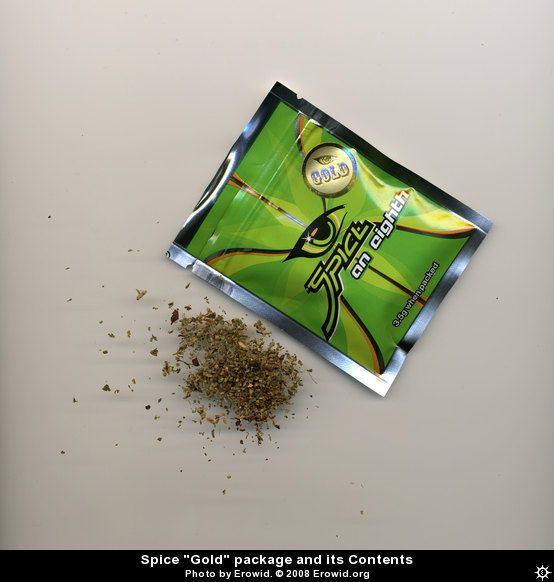 GOLD
SPICE
an eighth
3.5g when packed
Spice "Gold" package and its Contents
Photo by Erowid. © 2008 Erowid.org